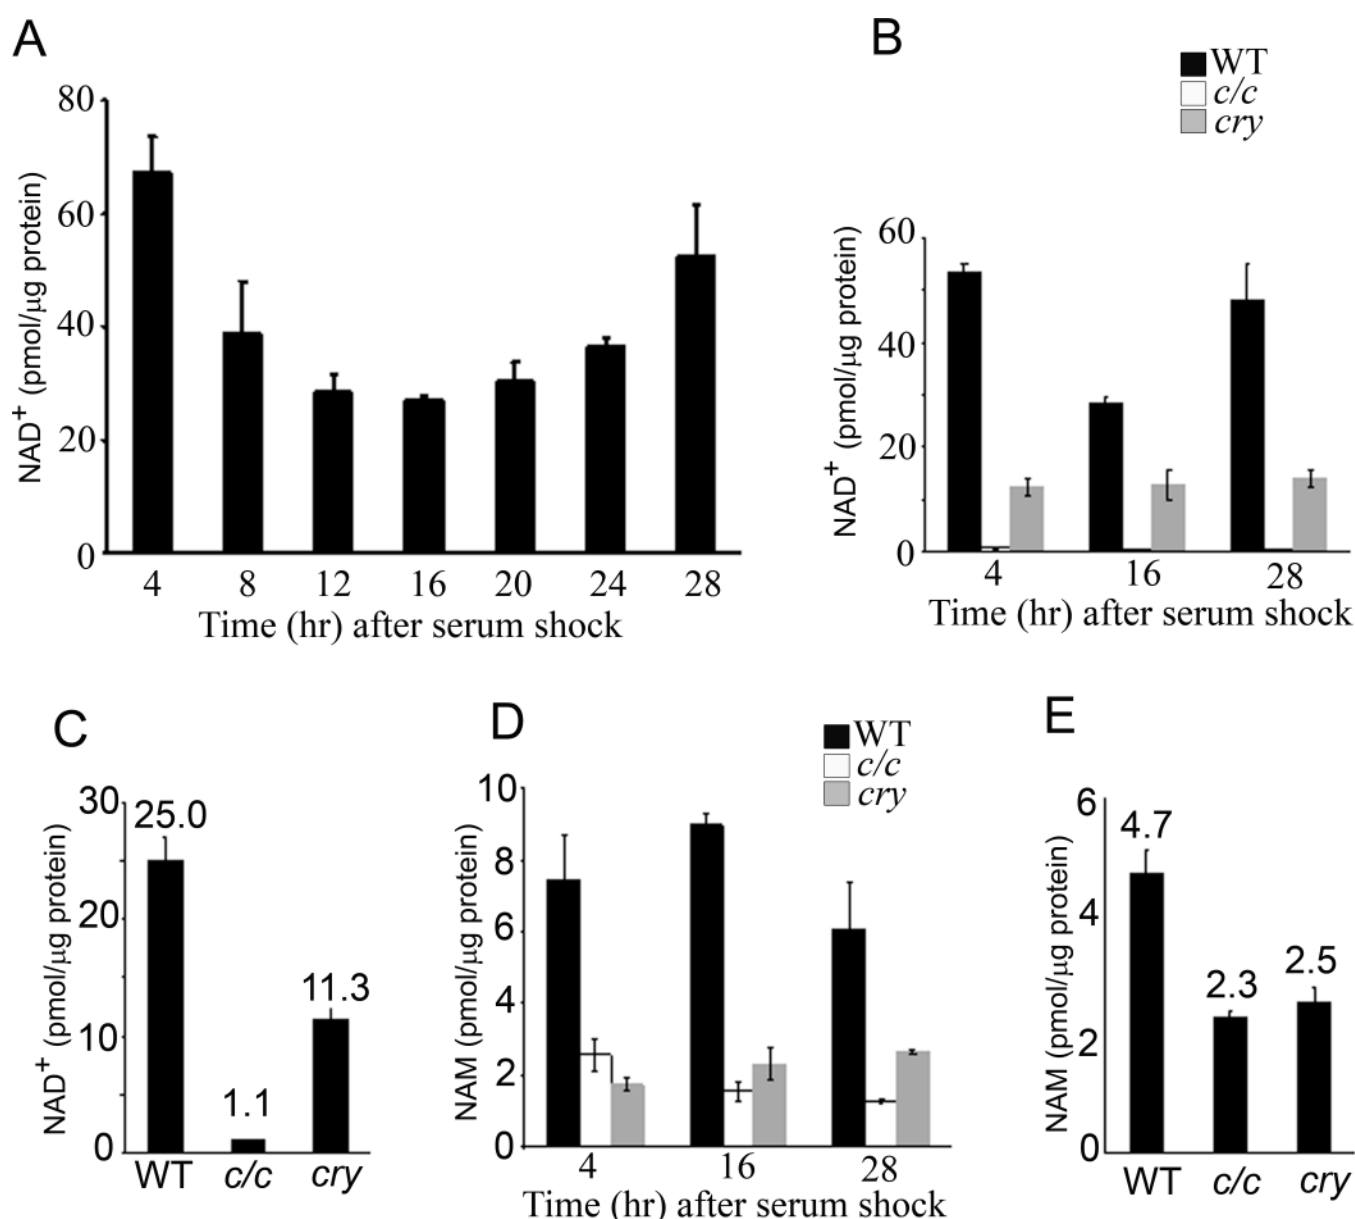 A
NAD+ (pmol/µg protein)
80
60
40
20
0
4 8 12 16 20 24 28
Time (hr) after serum shock
B
WT
c/c
cry
NAD+ (pmol/µg protein)
60
40
20
0
4 16 28
Time (hr) after serum shock
C
NAD+ (pmol/µg protein)
30
20
10
0
25.0
1.1
11.3
WT c/c cry
D
WT
c/c
cry
NAM (pmol/µg protein)
10
8
6
4
2
0
4 16 28
Time (hr) after serum shock
E
NAM (pmol/µg protein)
6
4
2
0
4.7
2.3
2.5
WT c/c cry